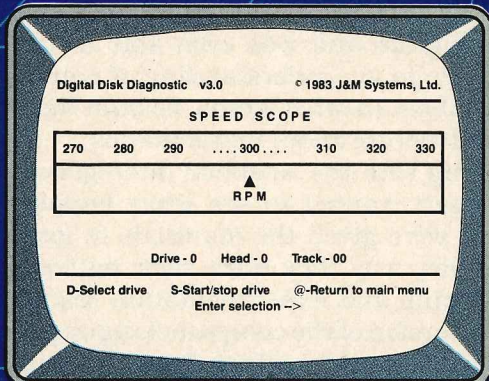 Digital Disk Diagnostic v3.0 © 1983 J&M Systems, Ltd.
SPEED SCOPE
270 280 290 ....300.... 310 320 330
RPM
Drive - 0 Head - 0 Track - 00
D-Select drive S-Start/stop drive @-Return to main menu
Enter selection -->